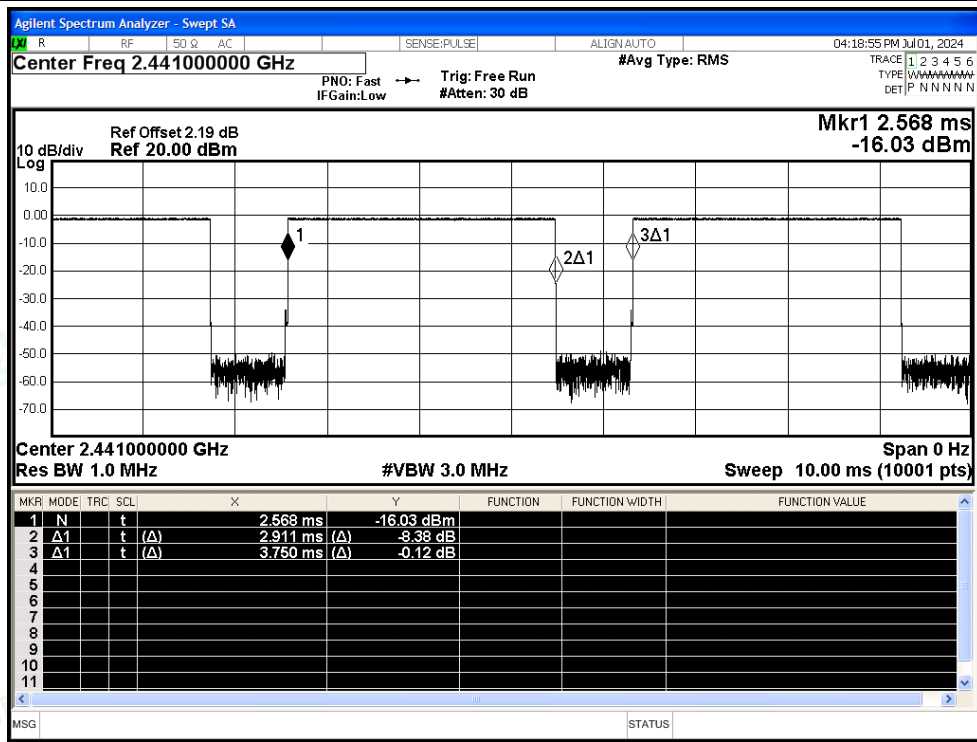 Agilent Spectrum Analyzer - Swept SA
LXI R RF 50 Ω AC SENSE:PULSE ALIGN AUTO 04:18:55 PM Jul 01, 2024
Center Freq 2.441000000 GHz #Avg Type: RMS TRACE 1 2 3 4 5 6
PNO: Fast Trig: Free Run TYPE WWWWWW
IFGain:Low #Atten: 30 dB DET P N N N N N
Mkr1 2.568 ms
-16.03 dBm
Ref Offset 2.19 dB
10 dB/div Ref 20.00 dBm
Log
10.0
0.00
-10.0
-20.0
-30.0
-40.0
-50.0
-60.0
-70.0
1
2Δ1
3Δ1
Center 2.441000000 GHz Span 0 Hz
Res BW 1.0 MHz #VBW 3.0 MHz Sweep 10.00 ms (10001 pts)
MKR MODE TRC SCL X Y FUNCTION FUNCTION WIDTH FUNCTION VALUE
1 N t 2.568 ms -16.03 dBm
2 Δ1 t (Δ) 2.911 ms (Δ) -8.38 dB
3 Δ1 t (Δ) 3.750 ms (Δ) -0.12 dB
4
5
6
7
8
9
10
11
MSG STATUS